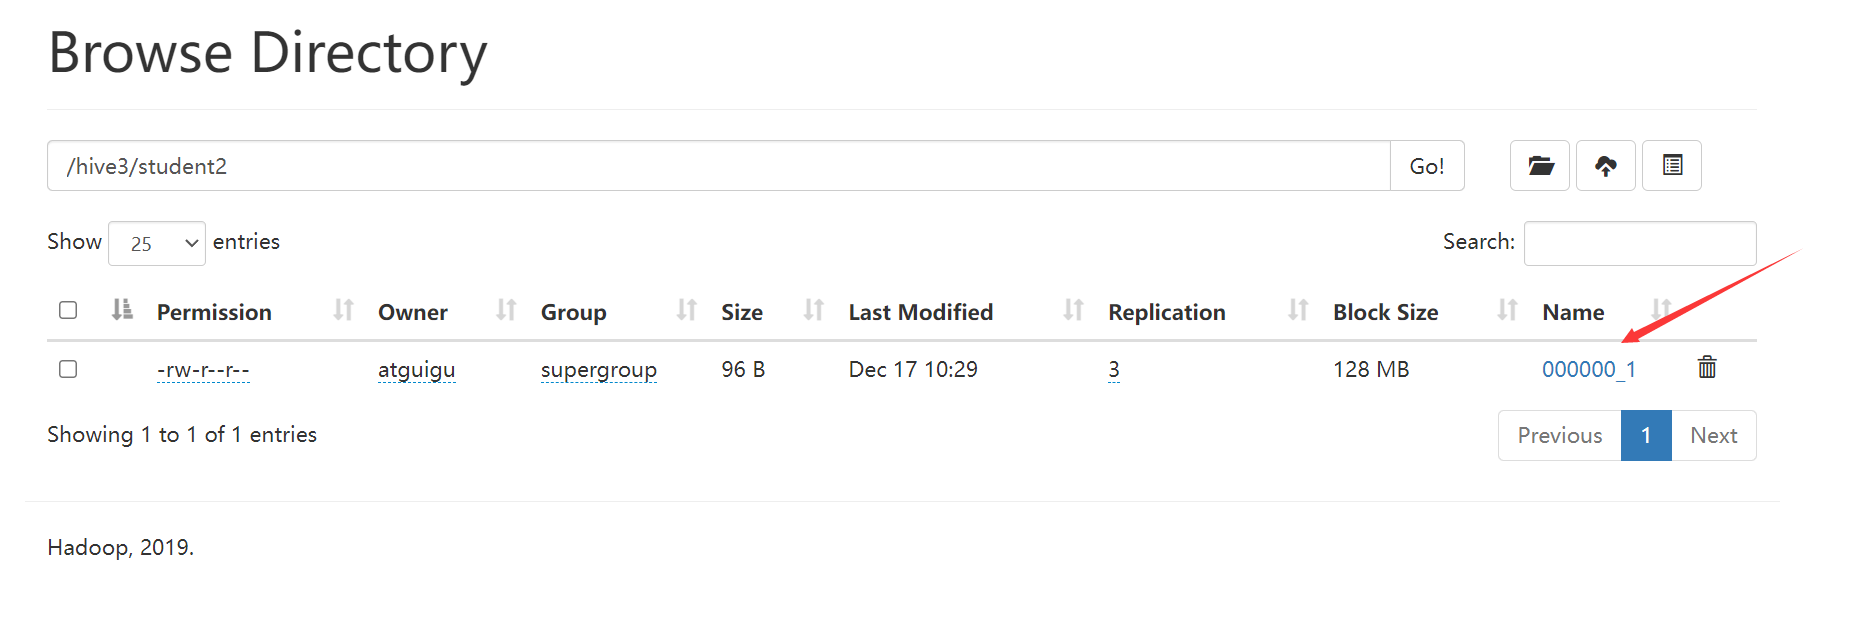 Browse Directory
/hive3/student2 Go!
Show 25 entries Search:
Permission Owner Group Size Last Modified Replication Block Size Name
-rw-r--r-- atguigu supergroup 96 B Dec 17 10:29 3 128 MB 000000_1
Showing 1 to 1 of 1 entries Previous 1 Next
Hadoop, 2019.